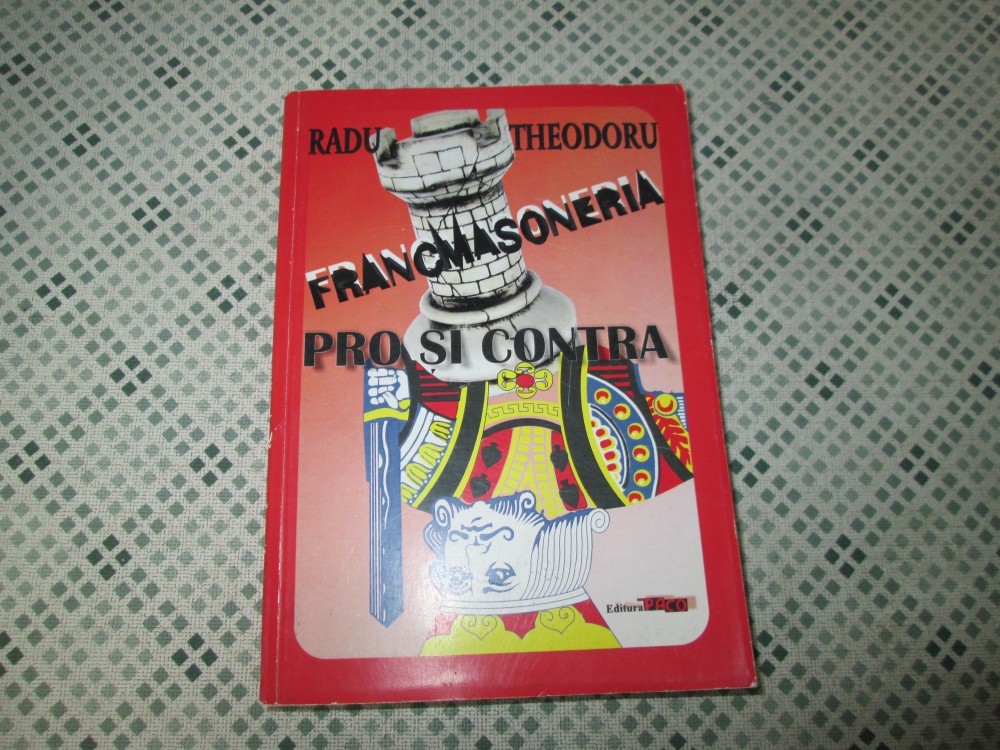 RADU THEODORU
FRANCMASONERIA
PRO ȘI CONTRA
Editura PACO